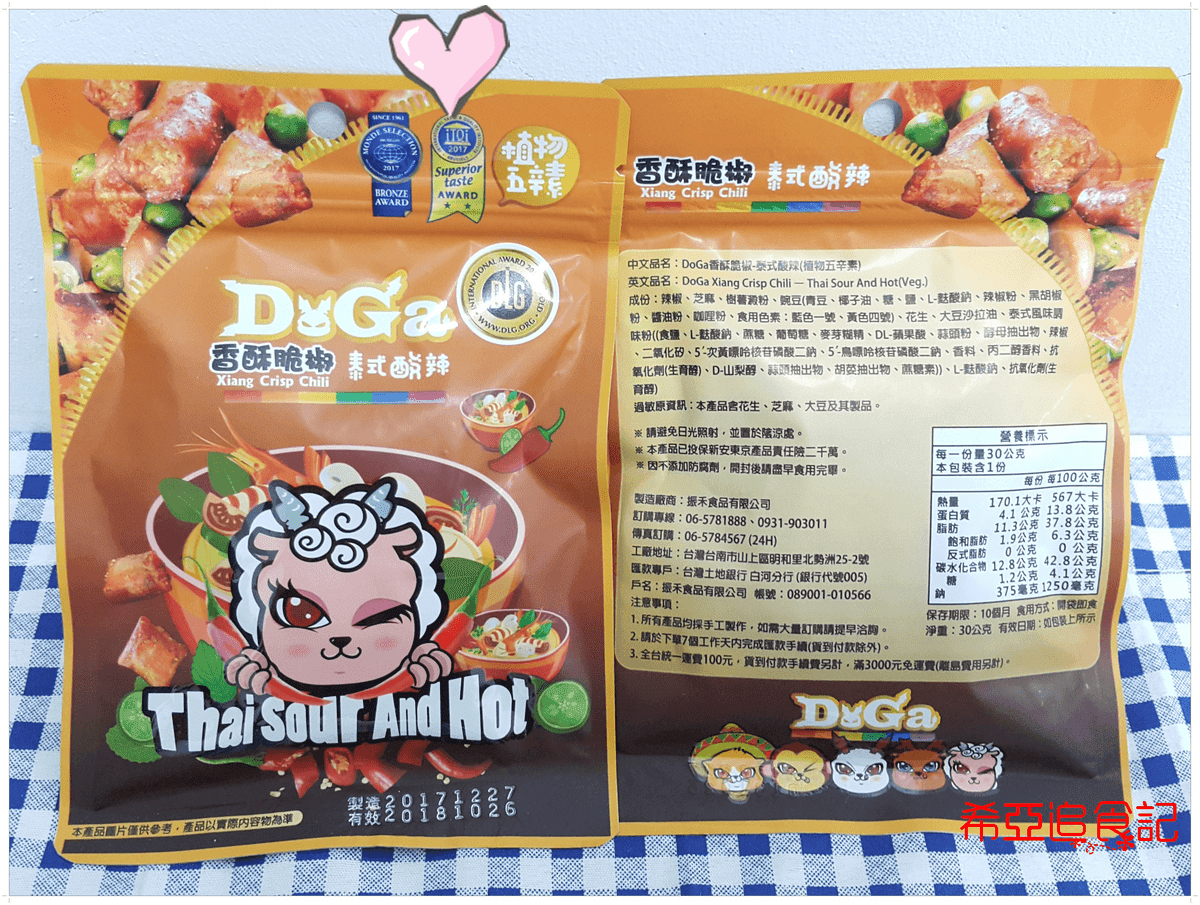 SINCE 1961
MONDE SELECTION
2017
BRONZE
AWARD
iTQi
2017
Superior
taste
AWARD
植物
五辛素
INTERNATIONAL AWARD 20
DLG
WWW.DLG.ORG
DoGa
香酥脆椒 泰式酸辣
Xiang Crisp Chili
Thai Sour And Hot
製造20171227
有效20181026
本產品圖片僅供參考，產品以實際內容物為準
香酥脆椒 泰式酸辣
Xiang Crisp Chili
中文品名：DoGa香酥脆椒-泰式酸辣(植物五辛素)
英文品名：DoGa Xiang Crisp Chili — Thai Sour And Hot(Veg.)
成份：辣椒、芝麻、樹薯澱粉、豌豆(青豆、椰子油、糖、鹽、L-麩酸鈉、辣椒粉、黑胡椒
粉、醬油粉、咖哩粉、食用色素：藍色一號、黃色四號)、花生、大豆沙拉油、泰式風味調
味粉((食鹽、L-麩酸鈉、蔗糖、葡萄糖、麥芽糊精、DL-蘋果酸、蒜頭粉、酵母抽出物、辣椒
、二氧化矽、5'-次黃嘌呤核苷磷酸二鈉、5'-鳥嘌呤核苷磷酸二鈉、香料、丙二醇香料、抗
氧化劑(生育醇)、D-山梨醇、蒜頭抽出物、胡荽抽出物、蔗糖素))、L-麩酸鈉、抗氧化劑(生
育醇)
過敏原資訊：本產品含花生、芝麻、大豆及其製品。
※ 請避免日光照射，並置於陰涼處。
※ 本產品已投保新安東京產品責任險二千萬。
※ 因不添加防腐劑，開封後請盡早食用完畢。
製造廠商：振禾食品有限公司
訂購專線：06-5781888、0931-903011
傳真訂購：06-5784567 (24H)
工廠地址：台灣台南市山上區明和里北勢洲25-2號
匯款專戶：台灣土地銀行 白河分行 (銀行代號005)
戶名：振禾食品有限公司 帳號：089001-010566
注意事項：
1. 所有產品均採手工製作，如需大量訂購請提早洽詢。
2. 請於下單7個工作天內完成匯款手續(貨到付款除外)。
3. 全台統一運費100元，貨到付款手續費另計，滿3000元免運費(離島費用另計)。
營養標示
每一份量30公克
本包裝含1份
每份 每100公克
熱量 170.1大卡 567大卡
蛋白質 4.1 公克 13.8公克
脂肪 11.3公克 37.8公克
飽和脂肪 1.9公克 6.3公克
反式脂肪 0 公克 0 公克
碳水化合物 12.8公克 42.8公克
糖 1.2公克 4.1公克
鈉 375毫克 1250毫克
保存期限：10個月 食用方式：開袋即食
淨重：30公克 有效日期：如包裝上所示
DoGa
希亞追食記